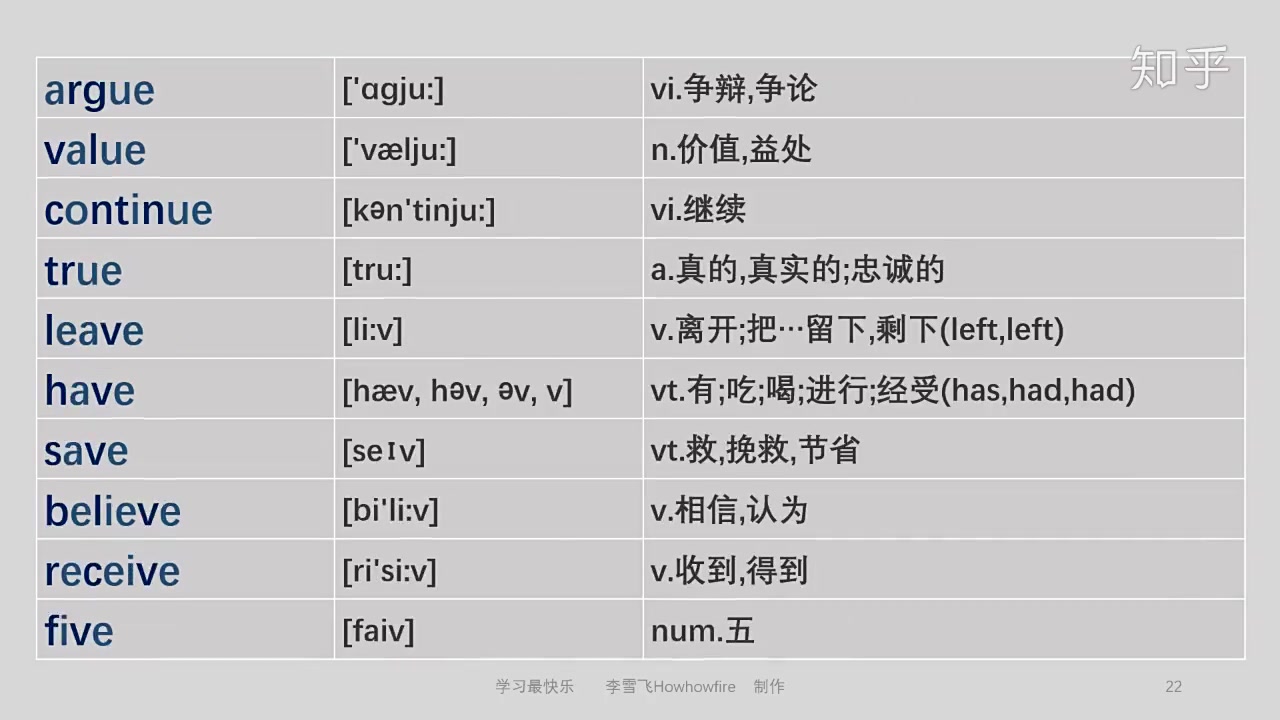 知乎
argue ['ɑgju:] vi.争辩,争论
value ['vælju:] n.价值,益处
continue [kən'tinju:] vi.继续
true [tru:] a.真的,真实的;忠诚的
leave [li:v] v.离开;把…留下,剩下(left,left)
have [hæv, həv, əv, v] vt.有;吃;喝;进行;经受(has,had,had)
save [seɪv] vt.救,挽救,节省
believe [bi'li:v] v.相信,认为
receive [ri'si:v] v.收到,得到
five [faiv] num.五
学习最快乐 李雪飞Howhowfire 制作 22